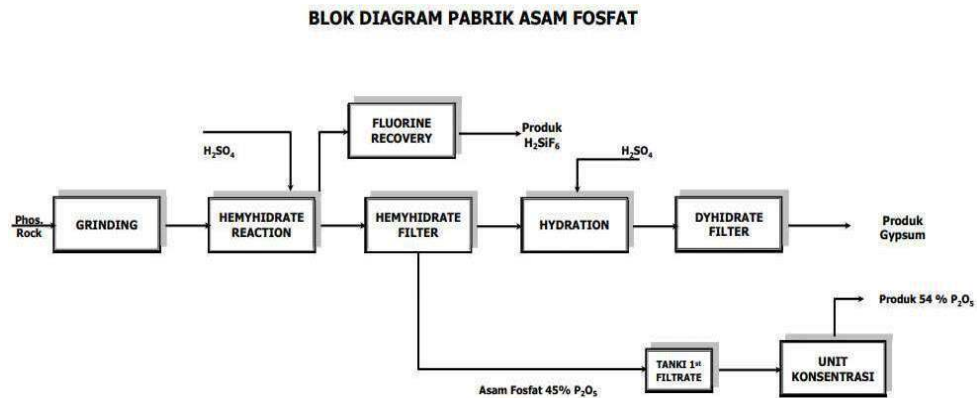 BLOK DIAGRAM PABRIK ASAM FOSFAT
FLUORINE
RECOVERY
Produk
H₂SiF₆
H₂SO₄
H₂SO₄
Phos.
Rock
GRINDING
HEMYHIDRATE
REACTION
HEMYHIDRATE
FILTER
HYDRATION
DYHIDRATE
FILTER
Produk
Gypsum
Produk 54 % P₂O₅
TANKI 1ˢᵗ
FILTRATE
UNIT
KONSENTRASI
Asam Fosfat 45% P₂O₅